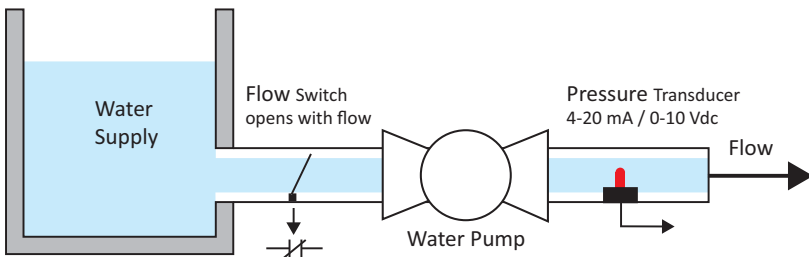 Water
Supply
Flow Switch
opens with flow
Water Pump
Pressure Transducer
4-20 mA / 0-10 Vdc
Flow